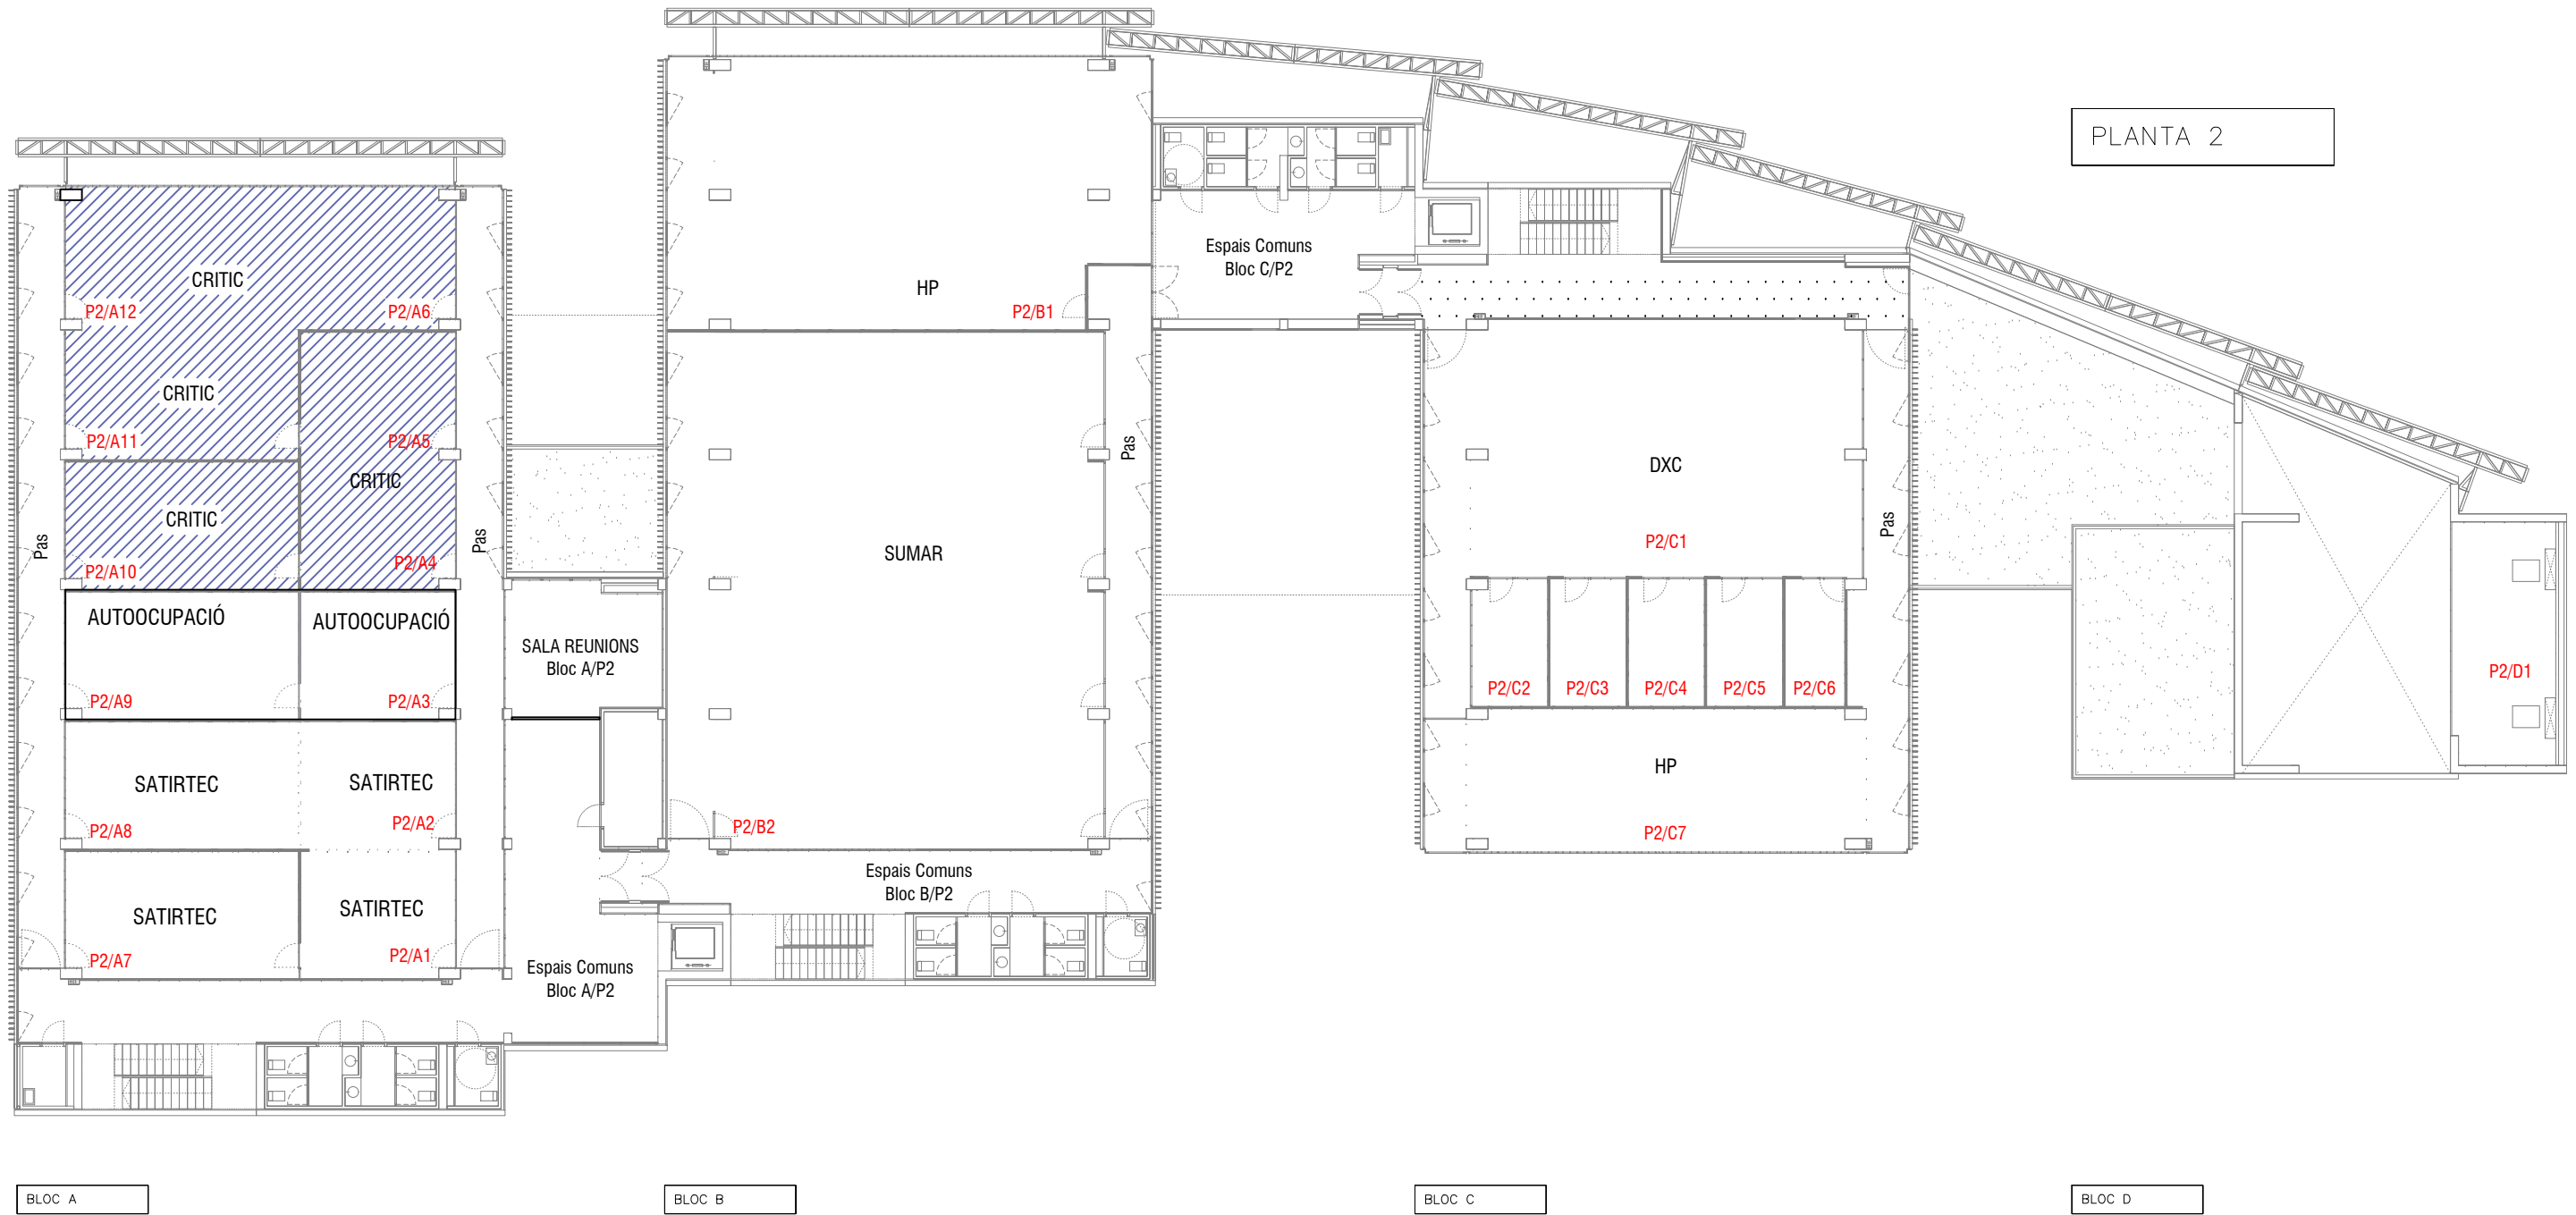 PLANTA 2
CRITIC
P2/A12
P2/A6
CRITIC
P2/A11
P2/A5
CRITIC
CRITIC
P2/A10
P2/A4
Pas
Pas
AUTOOCUPACIÓ
AUTOOCUPACIÓ
P2/A9
P2/A3
SATIRTEC
SATIRTEC
P2/A8
P2/A2
SATIRTEC
SATIRTEC
P2/A7
P2/A1
SALA REUNIONS
Bloc A/P2
Espais Comuns
Bloc A/P2
HP
P2/B1
SUMAR
Pas
P2/B2
Espais Comuns
Bloc B/P2
Espais Comuns
Bloc C/P2
DXC
P2/C1
Pas
P2/C2
P2/C3
P2/C4
P2/C5
P2/C6
HP
P2/C7
P2/D1
BLOC A
BLOC B
BLOC C
BLOC D